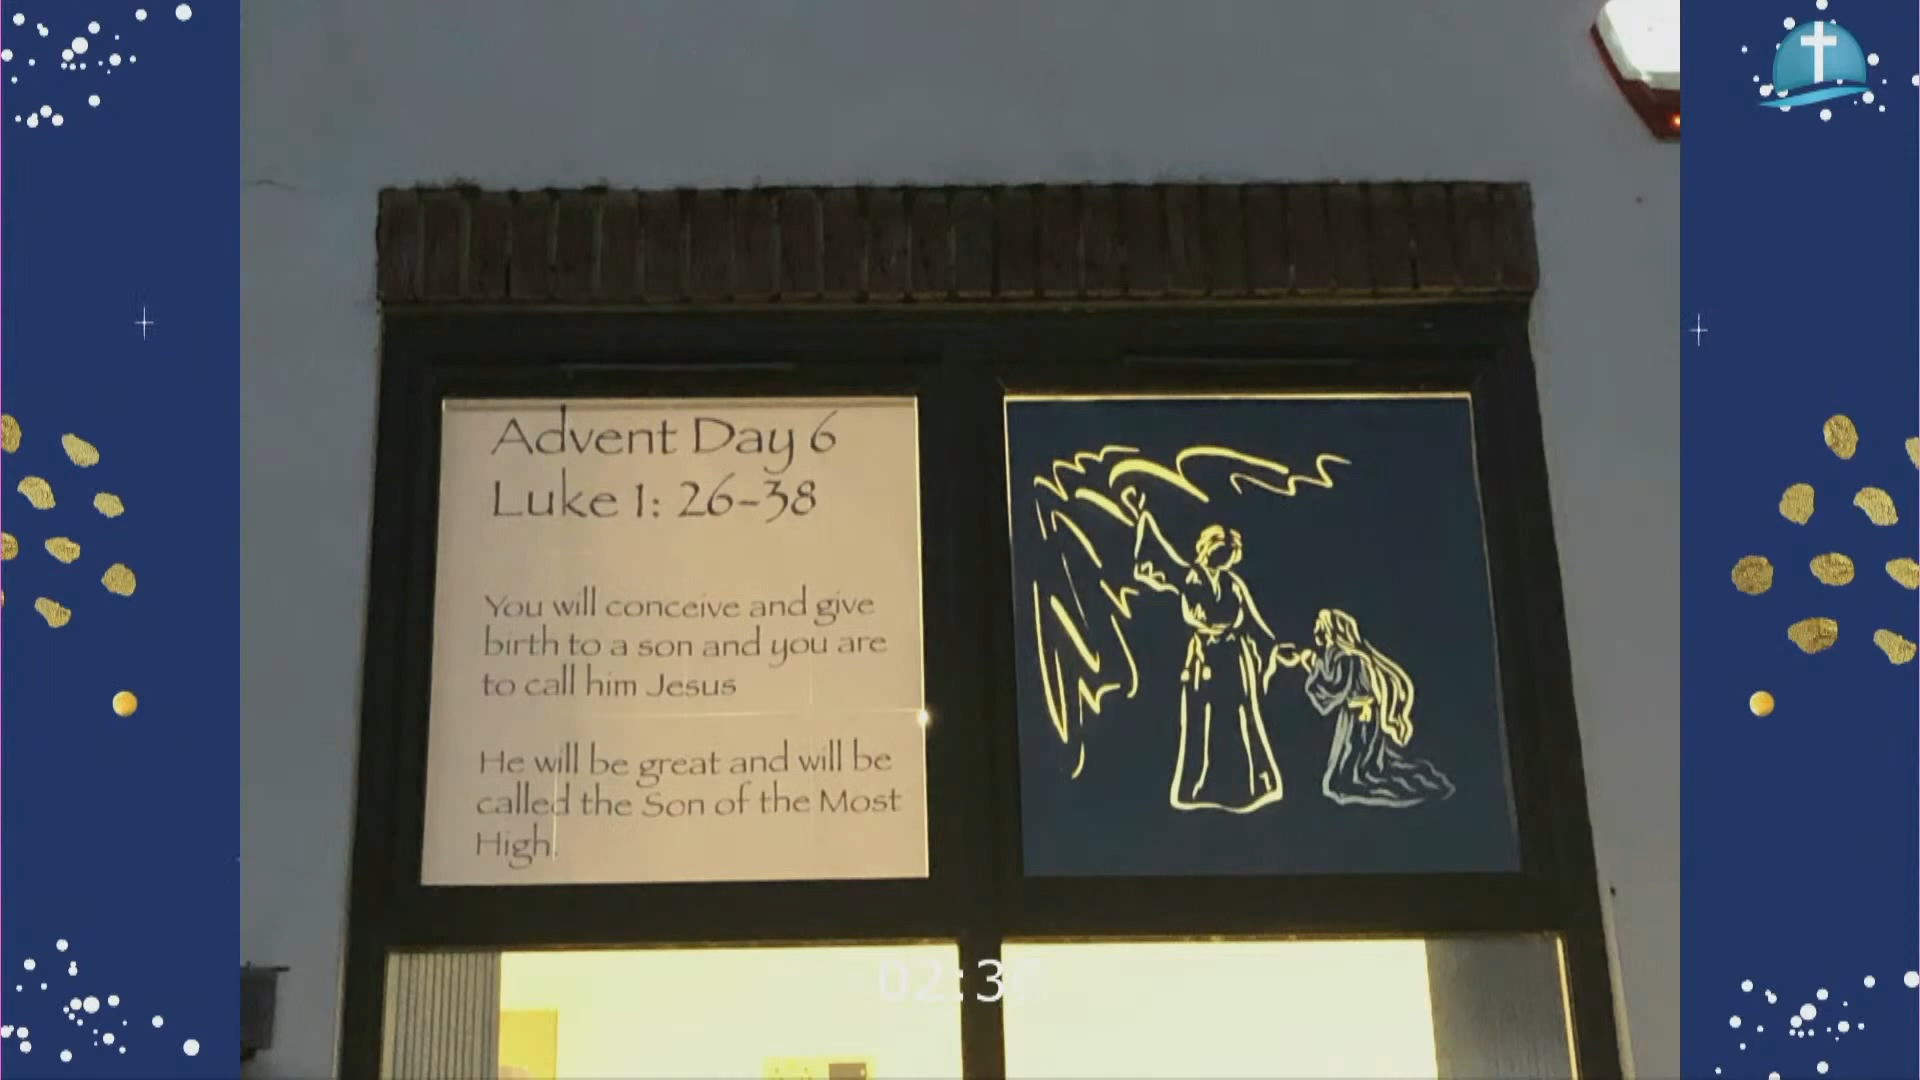 Advent Day 6
Luke 1: 26-38
You will conceive and give
birth to a son and you are
to call him Jesus
He will be great and will be
called the Son of the Most
High.